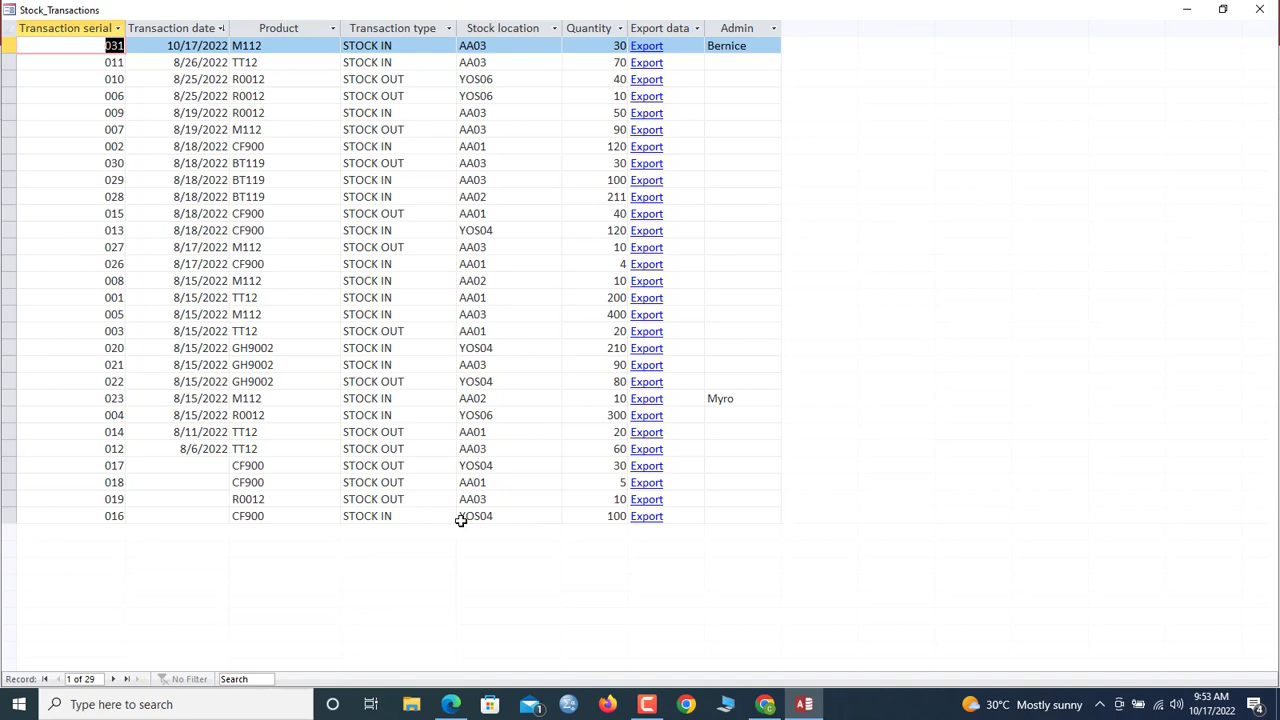 Stock_Transactions
Transaction serial Transaction date Product Transaction type Stock location Quantity Export data Admin
031 10/17/2022 M112 STOCK IN AA03 30 Export Bernice
011 8/26/2022 TT12 STOCK IN AA03 70 Export
010 8/25/2022 R0012 STOCK OUT YOS06 40 Export
006 8/25/2022 R0012 STOCK OUT YOS06 10 Export
009 8/19/2022 R0012 STOCK IN AA03 50 Export
007 8/19/2022 M112 STOCK OUT AA03 90 Export
002 8/18/2022 CF900 STOCK IN AA01 120 Export
030 8/18/2022 BT119 STOCK OUT AA03 30 Export
029 8/18/2022 BT119 STOCK IN AA03 100 Export
028 8/18/2022 BT119 STOCK IN AA02 211 Export
015 8/18/2022 CF900 STOCK OUT AA01 40 Export
013 8/18/2022 CF900 STOCK IN YOS04 120 Export
027 8/17/2022 M112 STOCK OUT AA03 10 Export
026 8/17/2022 CF900 STOCK IN AA01 4 Export
008 8/15/2022 M112 STOCK IN AA02 10 Export
001 8/15/2022 TT12 STOCK IN AA01 200 Export
005 8/15/2022 M112 STOCK IN AA03 400 Export
003 8/15/2022 TT12 STOCK OUT AA01 20 Export
020 8/15/2022 GH9002 STOCK IN YOS04 210 Export
021 8/15/2022 GH9002 STOCK IN AA03 90 Export
022 8/15/2022 GH9002 STOCK OUT YOS04 80 Export
023 8/15/2022 M112 STOCK IN AA02 10 Export Myro
004 8/15/2022 R0012 STOCK IN YOS06 300 Export
014 8/11/2022 TT12 STOCK OUT AA01 20 Export
012 8/6/2022 TT12 STOCK OUT AA03 60 Export
017 CF900 STOCK OUT YOS04 30 Export
018 CF900 STOCK OUT AA01 5 Export
019 R0012 STOCK OUT AA03 10 Export
016 CF900 STOCK IN YOS04 100 Export
Record: 1 of 29 No Filter Search
Type here to search 30°C Mostly sunny 9:53 AM
10/17/2022 4